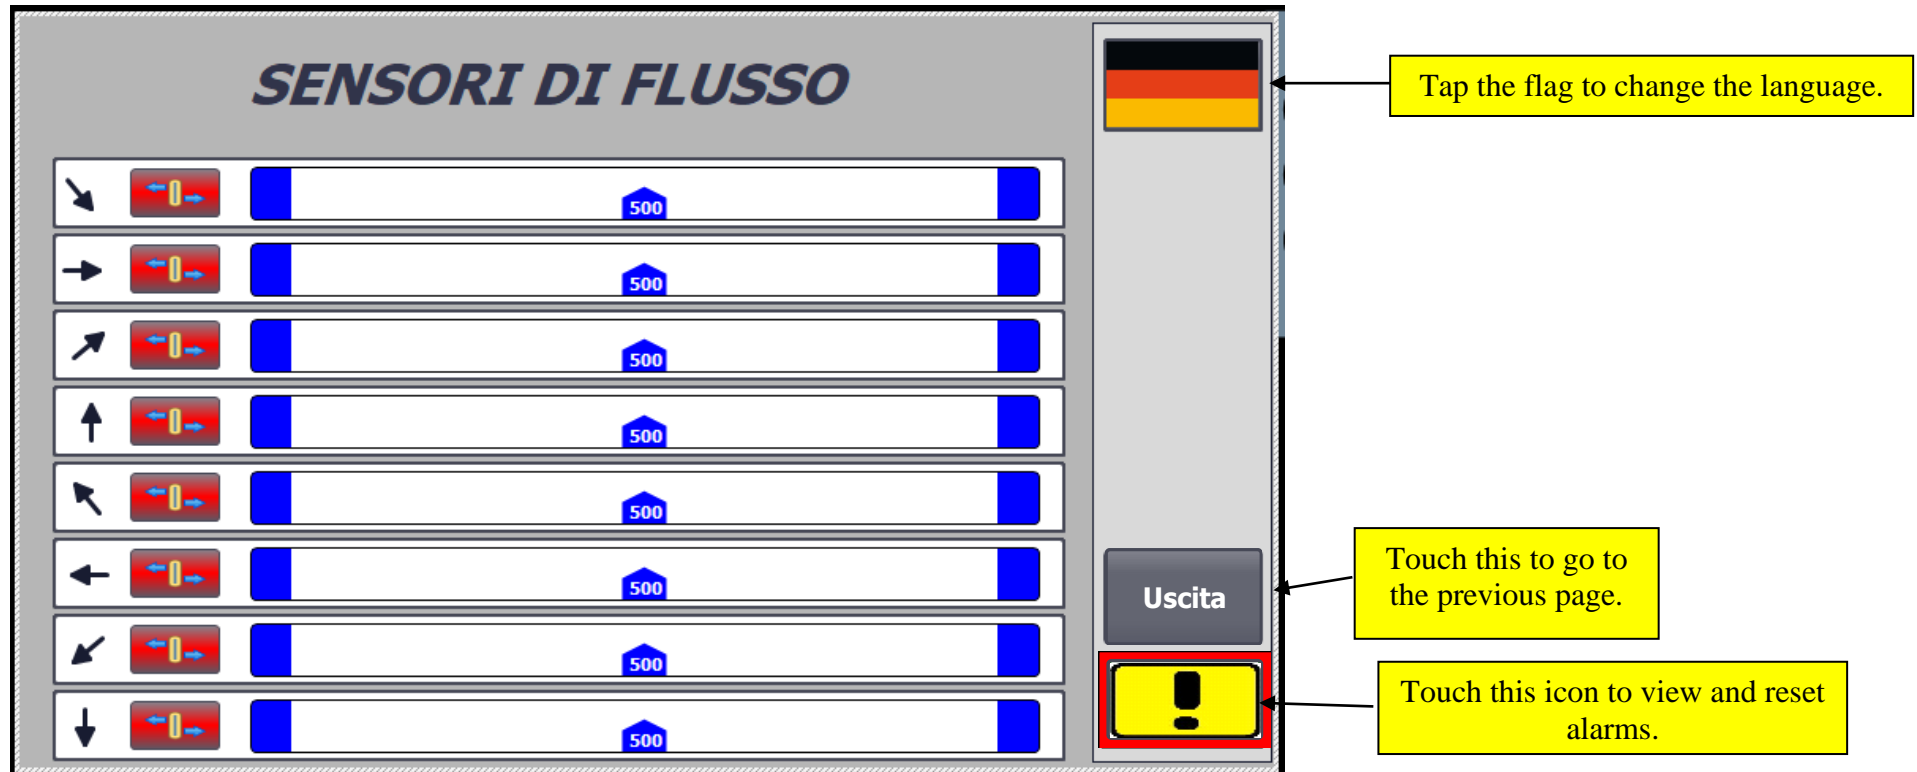 SENSORI DI FLUSSO
Tap the flag to change the language.
500
500
500
500
500
500
500
500
Uscita
Touch this to go to
the previous page.
Touch this icon to view and reset
alarms.